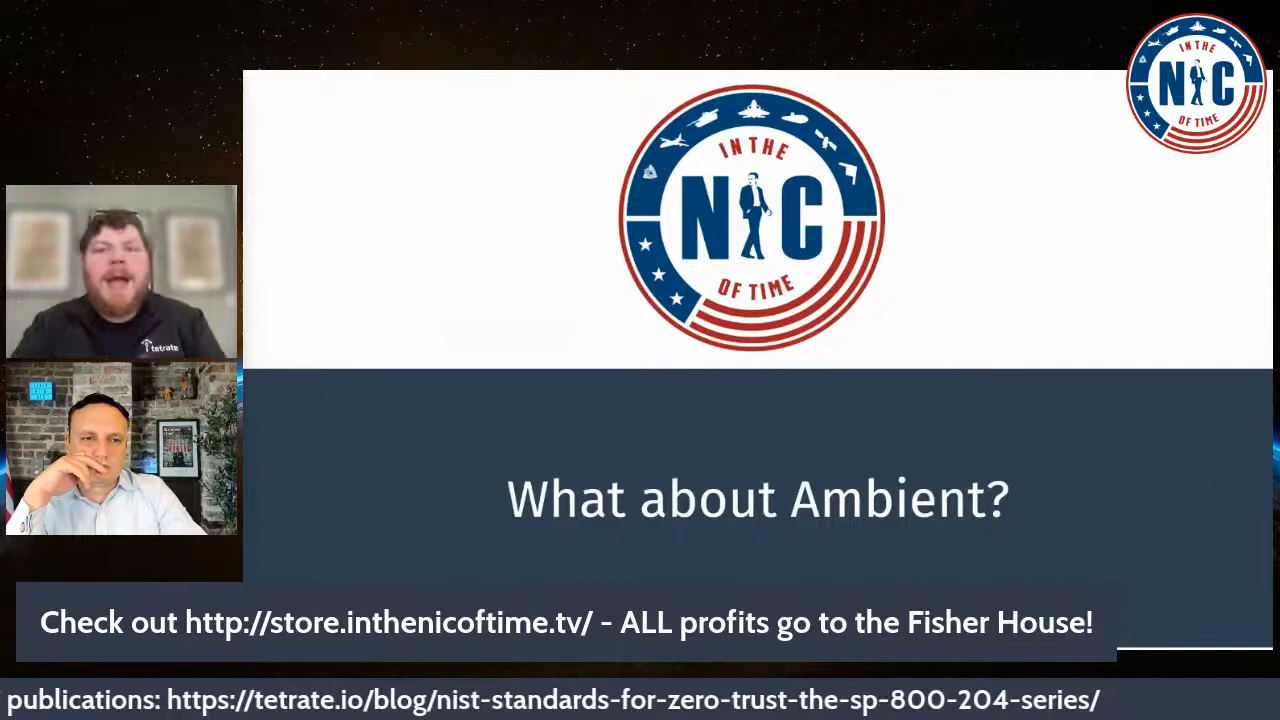 IN THE
NIC
OF TIME
IN THE
NIC
OF TIME
tetrate
What about Ambient?
Check out http://store.inthenicoftime.tv/ - ALL profits go to the Fisher House!
publications: https://tetrate.io/blog/nist-standards-for-zero-trust-the-sp-800-204-series/